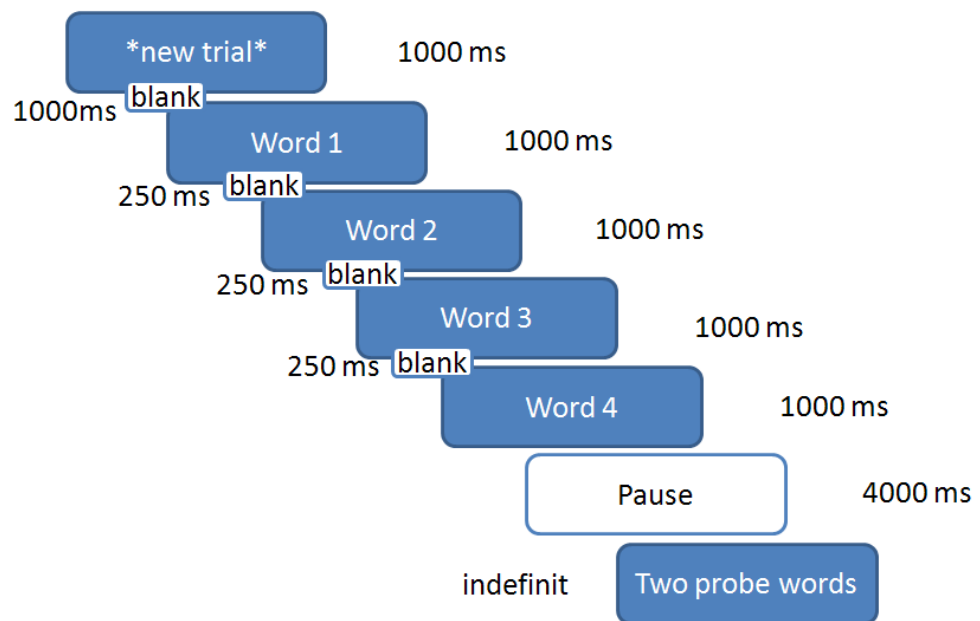 *new trial*
1000 ms
blank
1000ms
Word 1
1000 ms
blank
250 ms
Word 2
1000 ms
blank
250 ms
Word 3
1000 ms
blank
250 ms
Word 4
1000 ms
Pause
4000 ms
indefinit
Two probe words